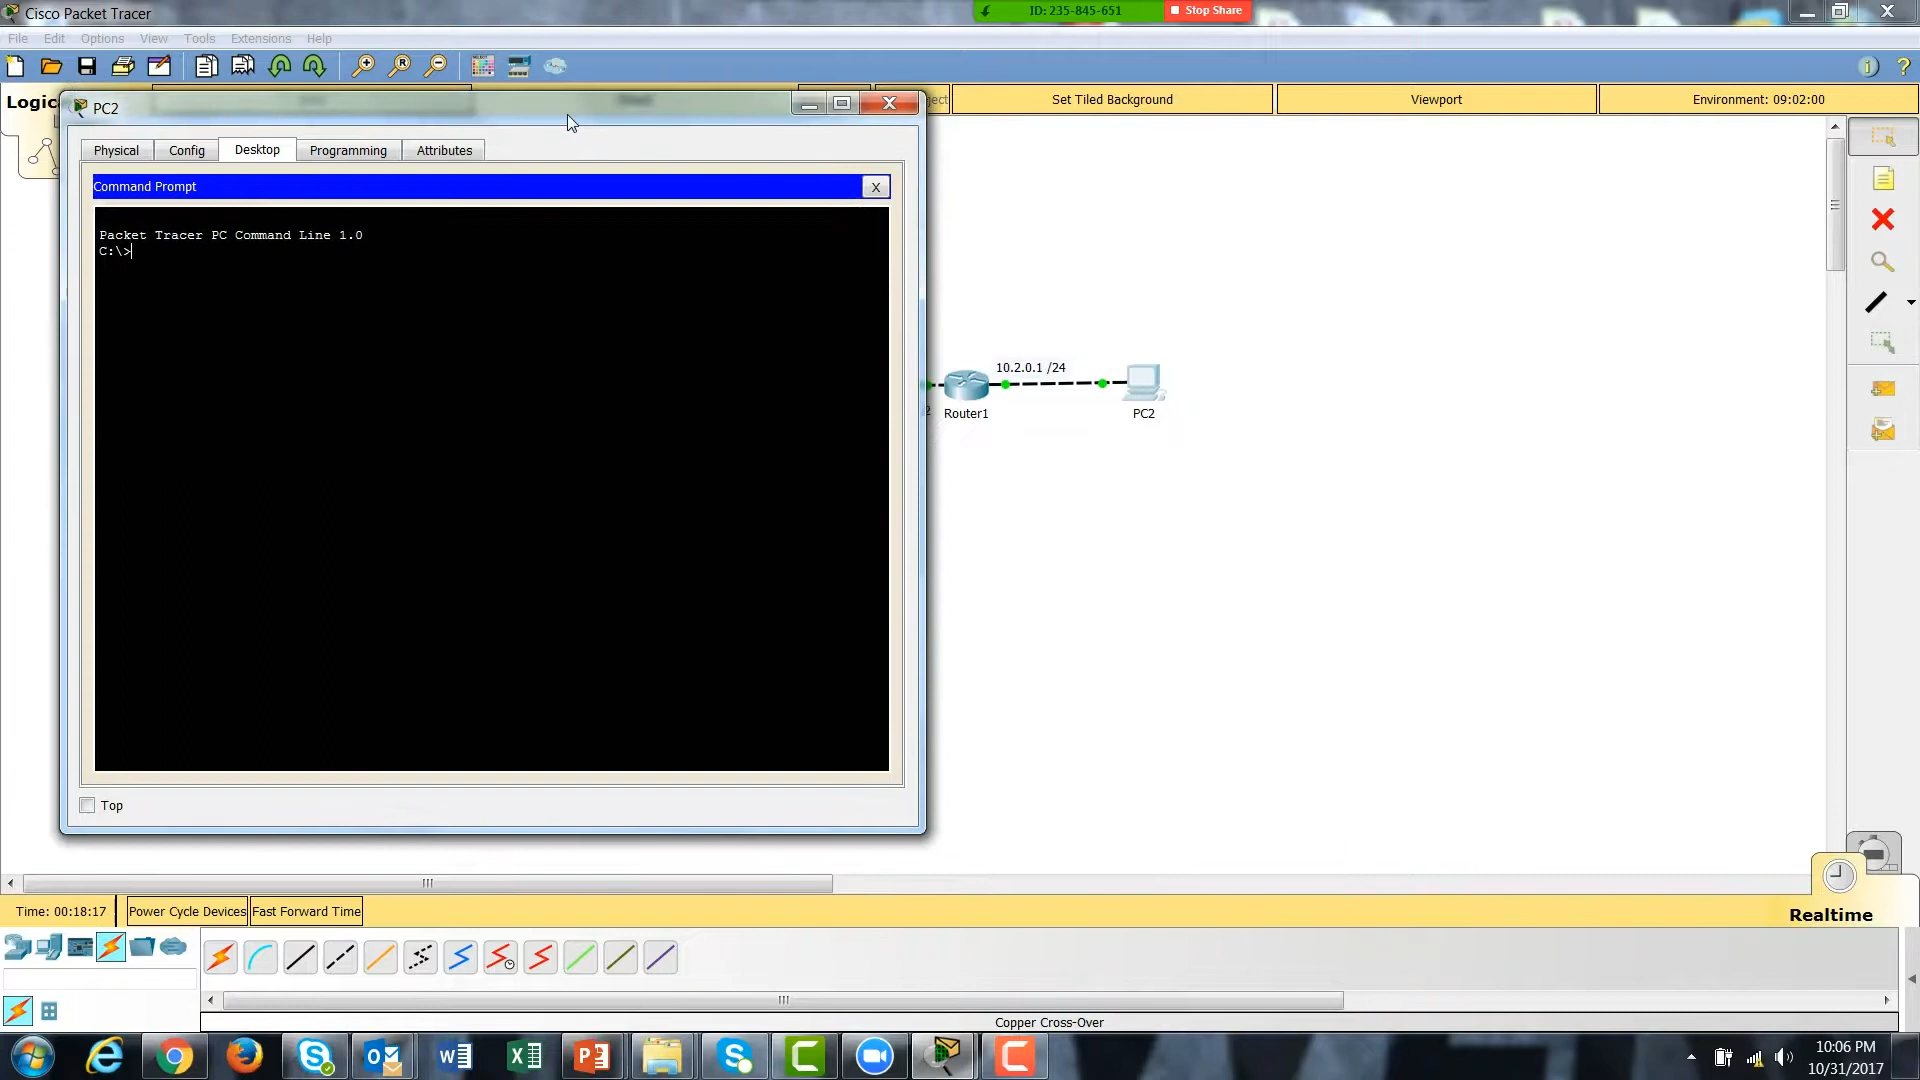 Cisco Packet Tracer
ID: 235-845-651
Stop Share
File Edit Options View Tools Extensions Help
Logic
Set Tiled Background
Viewport
Environment: 09:02:00
PC2
Physical
Config
Desktop
Programming
Attributes
Command Prompt
X
Packet Tracer PC Command Line 1.0
C:\>
10.2.0.1 /24
Router1
PC2
Top
Time: 00:18:17
Power Cycle Devices
Fast Forward Time
Realtime
Copper Cross-Over
10:06 PM
10/31/2017